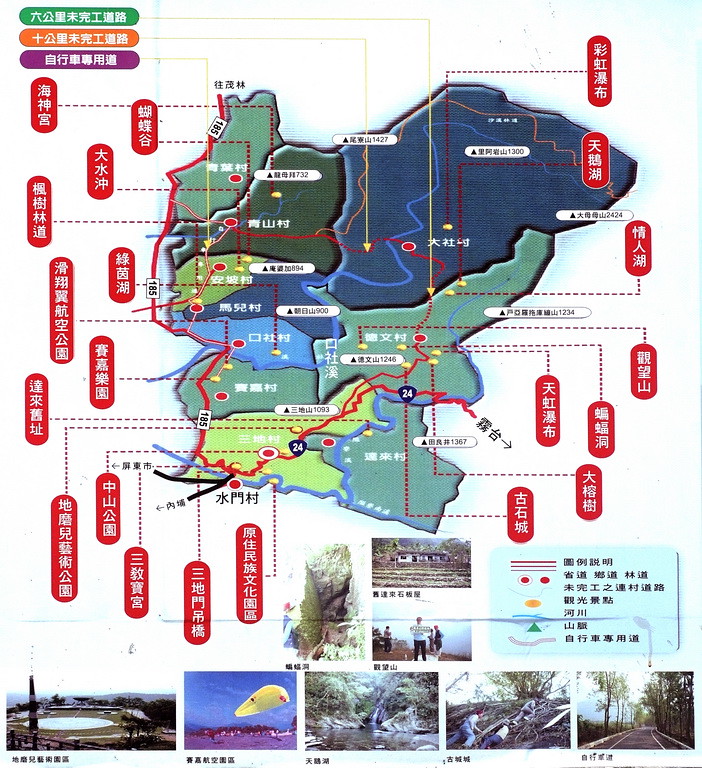 六公里未完工道路
十公里未完工道路
自行車專用道
往茂林
彩虹瀑布
海神宮
蝴蝶谷
185
▲尾寮山1427
沙溪林道
▲里阿岩山1300
天鵝湖
大水沖
青葉村
▲龍母拜732
楓樹林道
青山村
▲大母母山2424
情人湖
大社村
綠茵湖
安坡村
▲庵婆加894
滑翔翼航空公園
185
馬兒村
▲朝日山900
▲戶亞羅拖庫線山1234
口社村
口社溪
德文村
觀望山
賽嘉樂園
▲德文山1246
天虹瀑布
蝙蝠洞
達來舊址
賽嘉村
24
185
▲三地山1093
三地村
24
霧台→
達來村
▲田良井1367
大榕樹
←屏東市
中山公園
地磨兒藝術公園
←內埔
水門村
古石城
三教寶宮
三地門吊橋
原住民族文化園區
圖例說明
省道 鄉道 林道
未完工之連村道路
觀光景點
河川
山脈
自行車專用道
舊達來石板屋
蝙蝠洞
觀望山
地磨兒藝術園區
賽嘉航空園區
天鵝湖
古城城
自行車道